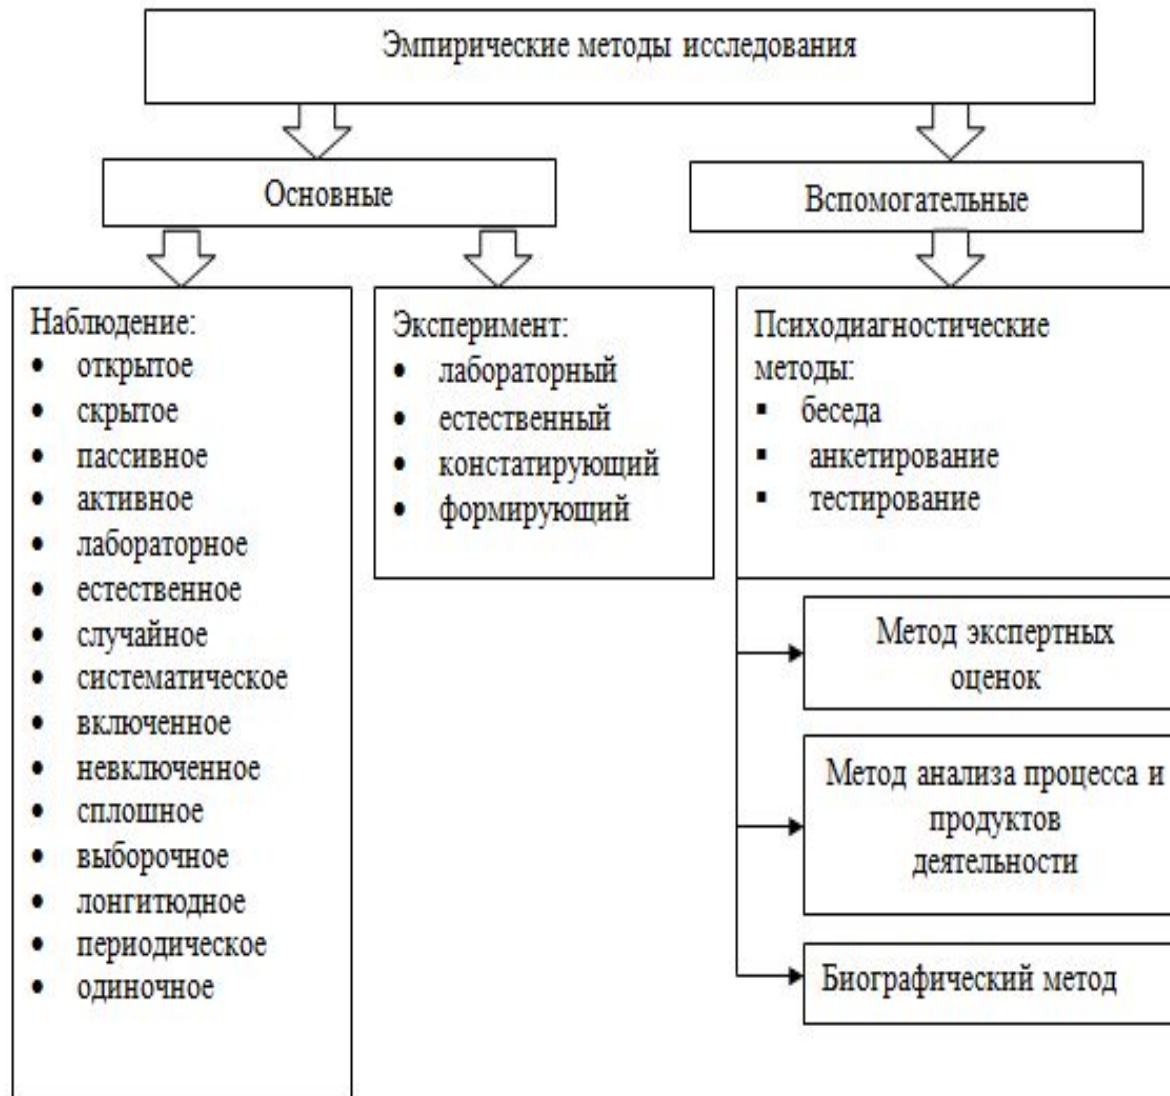 Эмпирические методы исследования
Основные
Вспомогательные
Наблюдение:
• открытое
• скрытое
• пассивное
• активное
• лабораторное
• естественное
• случайное
• систематическое
• включенное
• невключенное
• сплошное
• выборочное
• лонгитюдное
• периодическое
• одиночное
Эксперимент:
• лабораторный
• естественный
• констатирующий
• формирующий
Психодиагностические
методы:
▪ беседа
▪ анкетирование
▪ тестирование
Метод экспертных
оценок
Метод анализа процесса и
продуктов
деятельности
Биографический метод